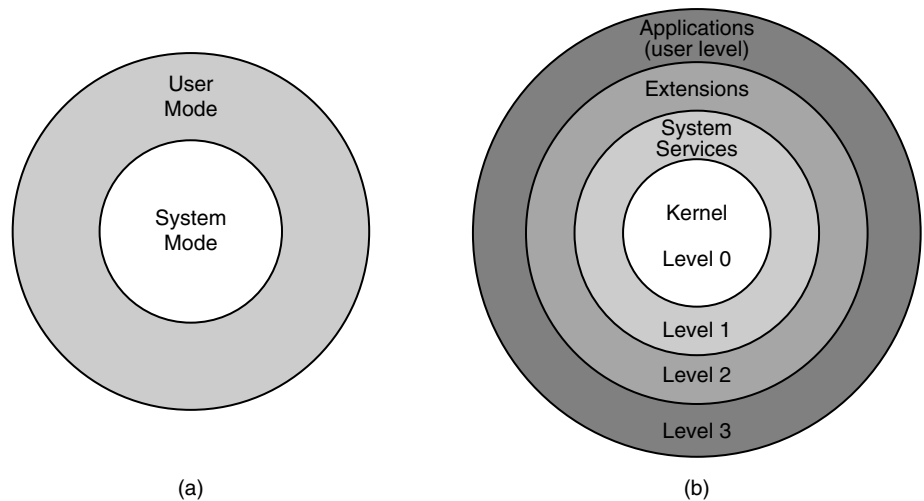 User
Mode
System
Mode
(a)
Applications
(user level)
Extensions
System
Services
Kernel
Level 0
Level 1
Level 2
Level 3
(b)